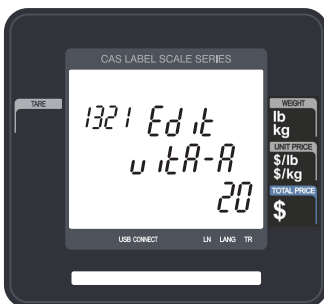 CAS LABEL SCALE SERIES
TARE
1321 Edit
vitA-A
20
WEIGHT
lb
kg
UNIT PRICE
$/lb
$/kg
TOTAL PRICE
$
USB CONNECT LN LANG TR